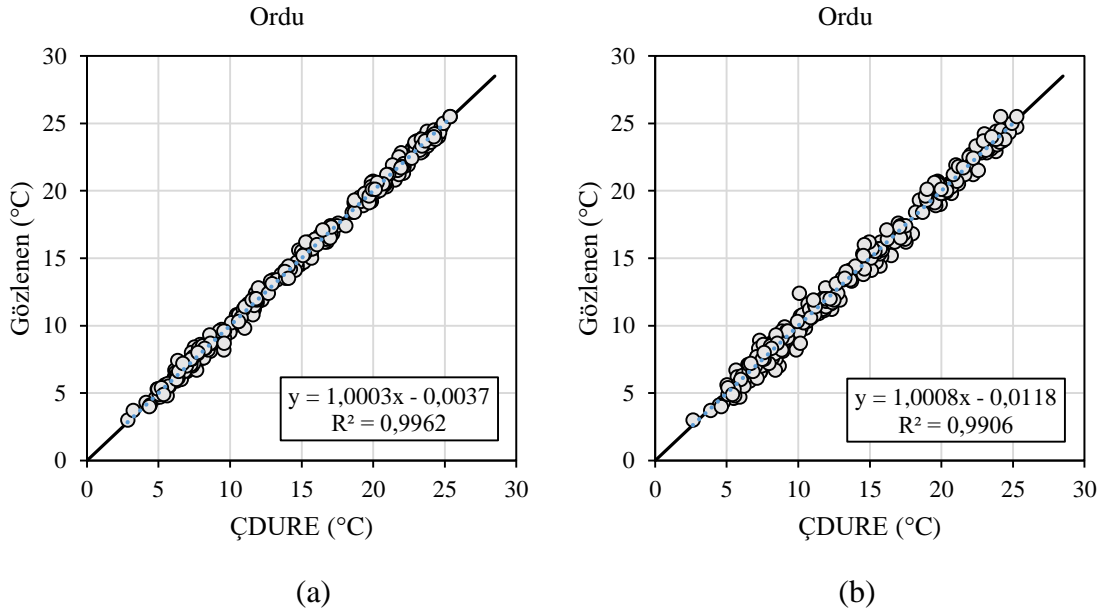 Ordu
30
25
20
15
10
5
0
Gözlenen (°C)
y = 1,0003x - 0,0037
R² = 0,9962
0 5 10 15 20 25 30
ÇDURE (°C)
(a)
Ordu
30
25
20
15
10
5
0
Gözlenen (°C)
y = 1,0008x - 0,0118
R² = 0,9906
0 5 10 15 20 25 30
ÇDURE (°C)
(b)